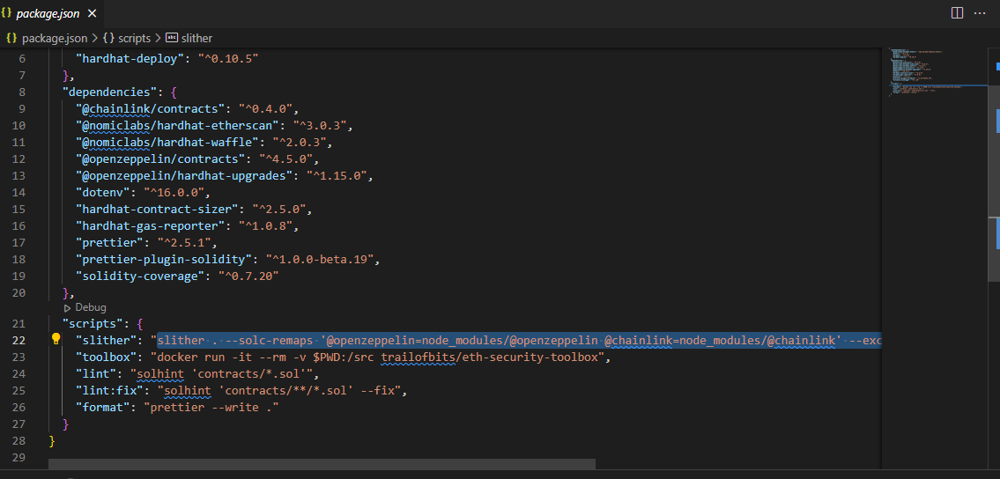 package.json
package.json > scripts > slither
6 "hardhat-deploy": "^0.10.5"
7 },
8 "dependencies": {
9 "@chainlink/contracts": "^0.4.0",
10 "@nomiclabs/hardhat-etherscan": "^3.0.3",
11 "@nomiclabs/hardhat-waffle": "^2.0.3",
12 "@openzeppelin/contracts": "^4.5.0",
13 "@openzeppelin/hardhat-upgrades": "^1.15.0",
14 "dotenv": "^16.0.0",
15 "hardhat-contract-sizer": "^2.5.0",
16 "hardhat-gas-reporter": "^1.0.8",
17 "prettier": "^2.5.1",
18 "prettier-plugin-solidity": "^1.0.0-beta.19",
19 "solidity-coverage": "^0.7.20"
20 },
Debug
21 "scripts": {
22 "slither": "slither . --solc-remaps '@openzeppelin=node_modules/@openzeppelin @chainlink=node_modules/@chainlink' --exc
23 "toolbox": "docker run -it --rm -v $PWD:/src trailofbits/eth-security-toolbox",
24 "lint": "solhint 'contracts/*.sol'",
25 "lint:fix": "solhint 'contracts/**/*.sol' --fix",
26 "format": "prettier --write ."
27 }
28 }
29